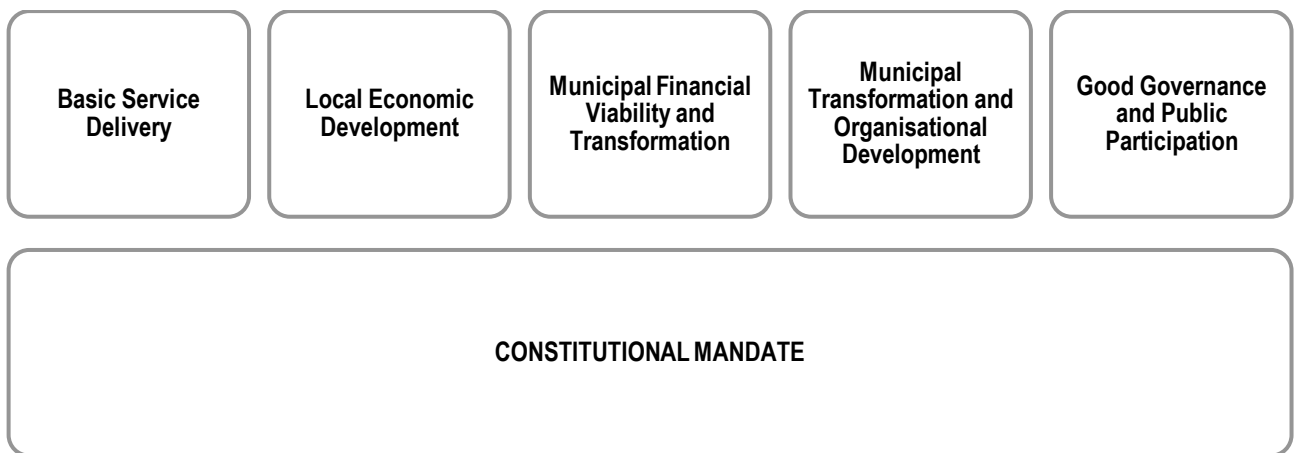 Basic Service
Delivery
Local Economic
Development
Municipal Financial
Viability and
Transformation
Municipal
Transformation and
Organisational
Development
Good Governance
and Public
Participation
CONSTITUTIONAL MANDATE